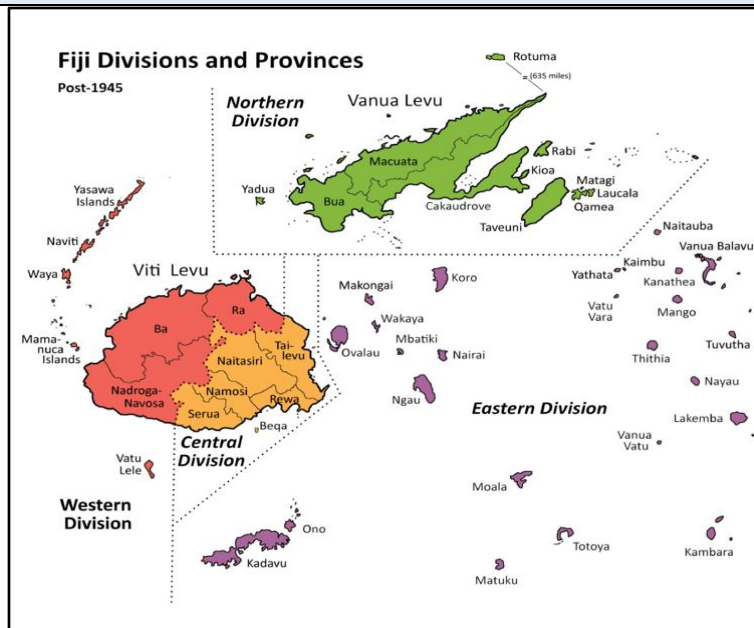 Fiji Divisions and Provinces
Post-1945
Rotuma
= (635 miles)
Northern
Division
Vanua Levu
Macuata
Bua
Cakaudrove
Yadua
Rabi
Kioa
Matagi
Laucala
Qamea
Taveuni
Yasawa
Islands
Naviti
Waya
Viti Levu
Mama-
nuca
Islands
Ba
Ra
Nadroga-
Navosa
Naitasiri
Tai-
levu
Namosi
Rewa
Serua
Beqa
Central
Division
Vatu
Lele
Western
Division
Ono
Kadavu
Makongai
Koro
Wakaya
Ovalau
Mbatiki
Nairai
Ngau
Eastern Division
Naitauba
Vanua Balavu
Kaimbu
Yathata
Kanathea
Vatu
Vara
Mango
Tuvutha
Thithia
Nayau
Lakemba
Vanua
Vatu
Moala
Totoya
Matuku
Kambara